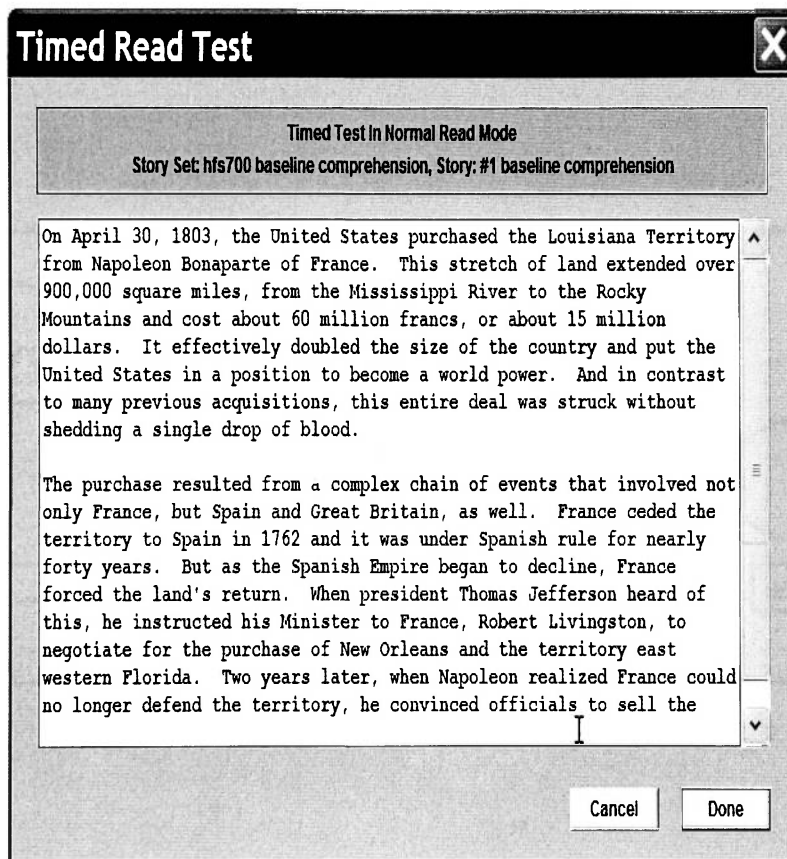 Timed Read Test
X
Timed Test In Normal Read Mode
Story Set: hfs700 baseline comprehension, Story: #1 baseline comprehension
On April 30, 1803, the United States purchased the Louisiana Territory
from Napoleon Bonaparte of France.  This stretch of land extended over
900,000 square miles, from the Mississippi River to the Rocky
Mountains and cost about 60 million francs, or about 15 million
dollars.  It effectively doubled the size of the country and put the
United States in a position to become a world power.  And in contrast
to many previous acquisitions, this entire deal was struck without
shedding a single drop of blood.
The purchase resulted from a complex chain of events that involved not
only France, but Spain and Great Britain, as well.  France ceded the
territory to Spain in 1762 and it was under Spanish rule for nearly
forty years.  But as the Spanish Empire began to decline, France
forced the land's return.  When president Thomas Jefferson heard of
this, he instructed his Minister to France, Robert Livingston, to
negotiate for the purchase of New Orleans and the territory east
western Florida.  Two years later, when Napoleon realized France could
no longer defend the territory, he convinced officials to sell the
Cancel Done